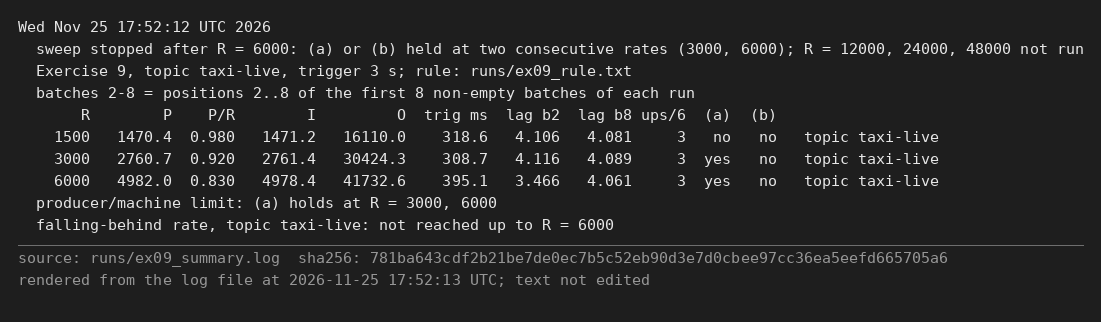 Wed Nov 25 17:52:12 UTC 2026
sweep stopped after R = 6000: (a) or (b) held at two consecutive rates (3000, 6000); R = 12000, 24000, 48000 not run
Exercise 9, topic taxi-live, trigger 3 s; rule: runs/ex09_rule.txt
batches 2-8 = positions 2..8 of the first 8 non-empty batches of each run
R P P/R I O trig ms lag b2 lag b8 ups/6 (a) (b)
1500 1470.4 0.980 1471.2 16110.0 318.6 4.106 4.081 3 no no topic taxi-live
3000 2760.7 0.920 2761.4 30424.3 308.7 4.116 4.089 3 yes no topic taxi-live
6000 4982.0 0.830 4978.4 41732.6 395.1 3.466 4.061 3 yes no topic taxi-live
producer/machine limit: (a) holds at R = 3000, 6000
falling-behind rate, topic taxi-live: not reached up to R = 6000
source: runs/ex09_summary.log sha256: 781ba643cdf2b21be7de0ec7b5c52eb90d3e7d0cbee97cc36ea5eefd665705a6
rendered from the log file at 2026-11-25 17:52:13 UTC; text not edited